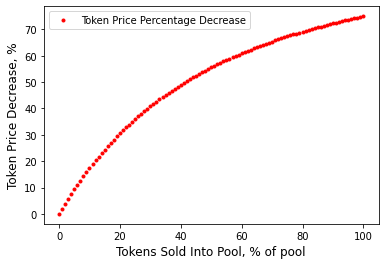 Token Price Percentage Decrease
Token Price Decrease, %
70
60
50
40
30
20
10
0
0 20 40 60 80 100
Tokens Sold Into Pool, % of pool